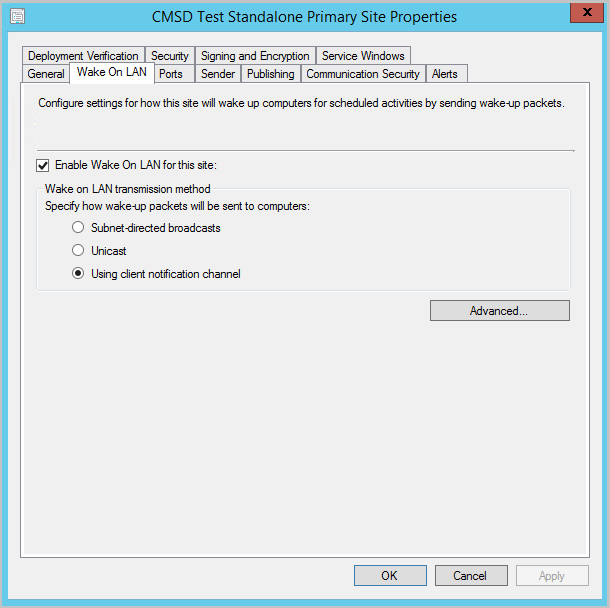 CMSD Test Standalone Primary Site Properties
x
Deployment Verification Security Signing and Encryption Service Windows
General Wake On LAN Ports Sender Publishing Communication Security Alerts
Configure settings for how this site will wake up computers for scheduled activities by sending wake-up packets.
Enable Wake On LAN for this site:
Wake on LAN transmission method
Specify how wake-up packets will be sent to computers:
Subnet-directed broadcasts
Unicast
Using client notification channel
Advanced...
OK Cancel Apply